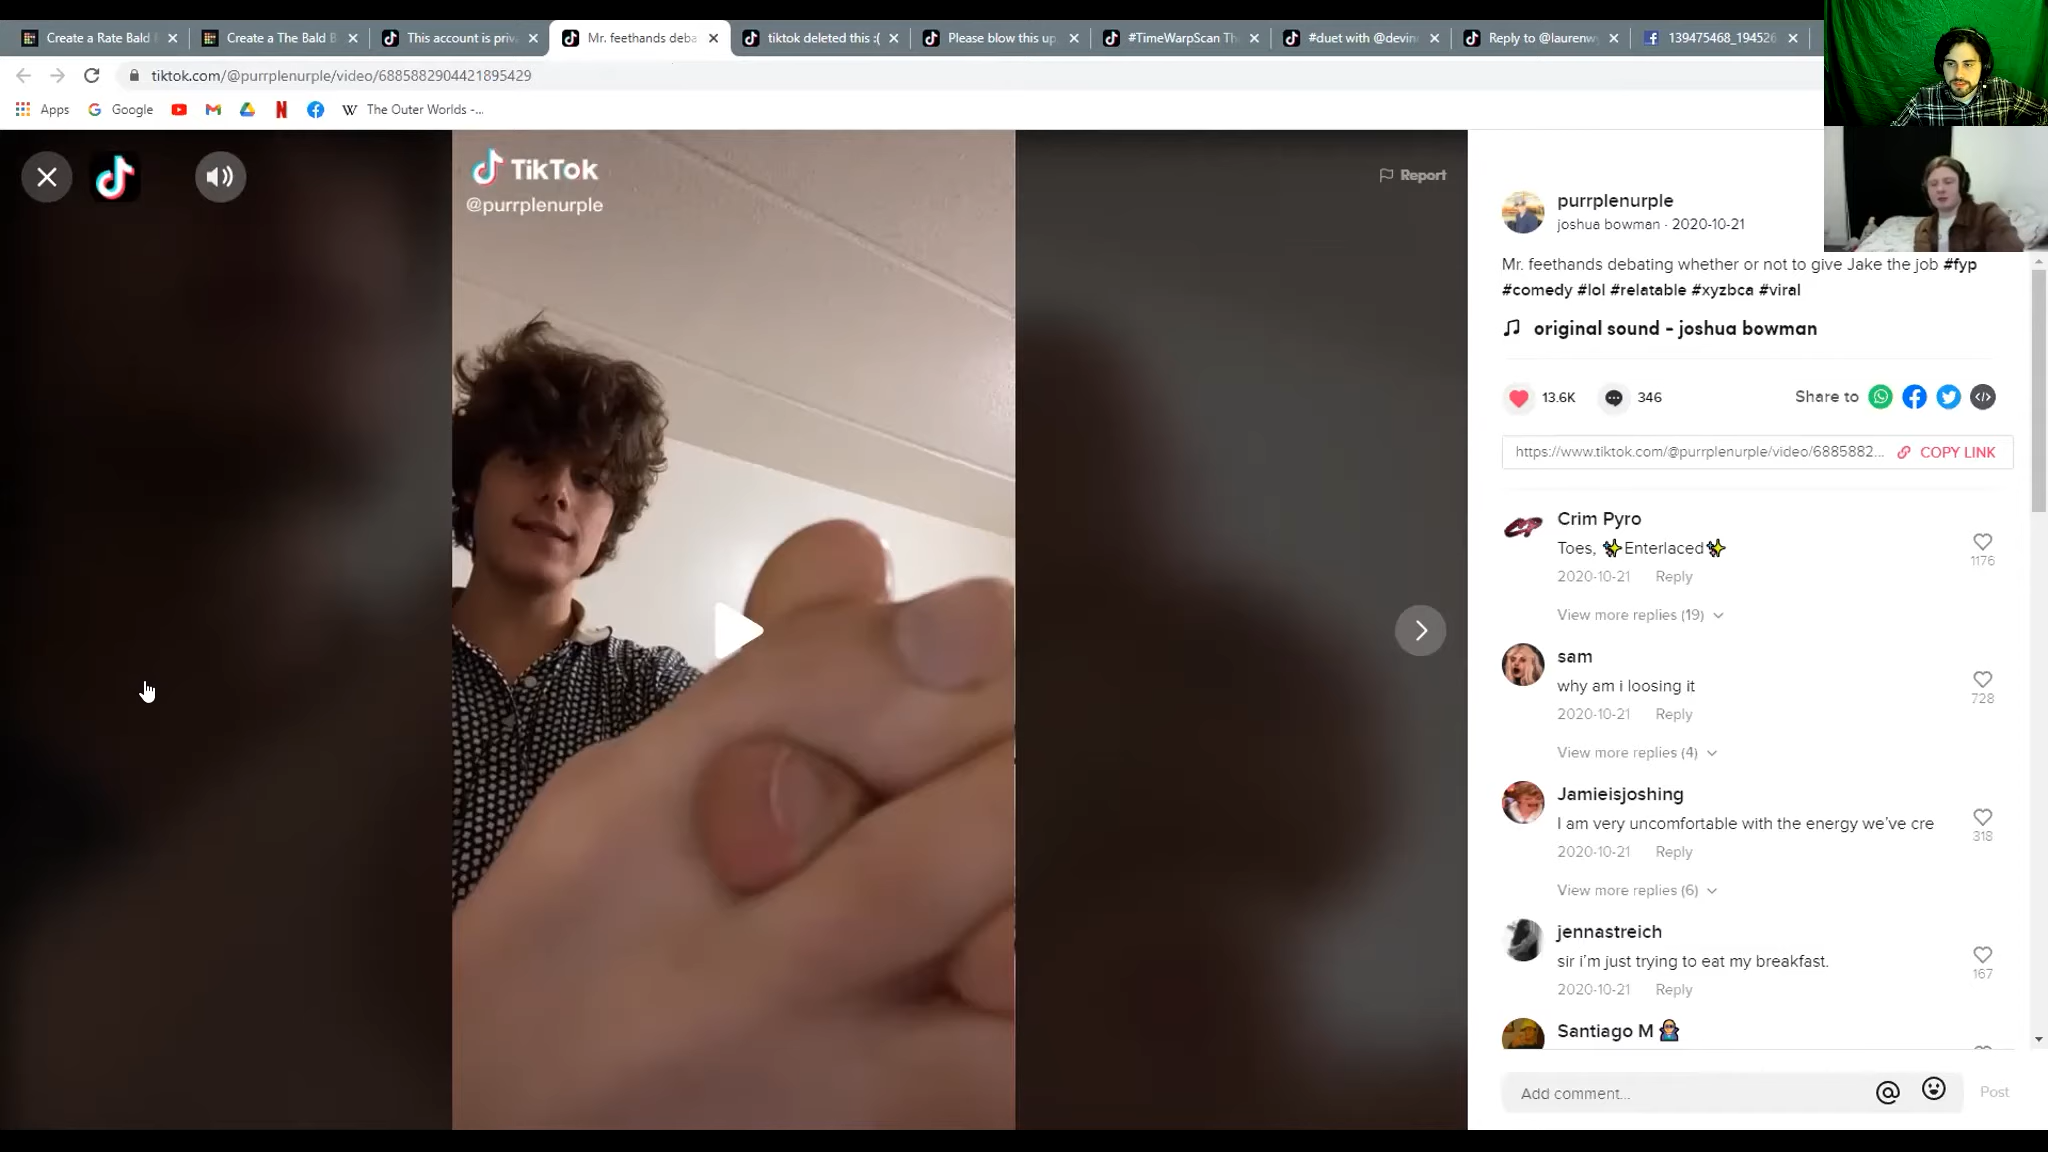 Create a Rate Bald
Create a The Bald B
This account is priv
Mr. feethands deba
tiktok deleted this :(
Please blow this up
#TimeWarpScan Th
#duet with @devin
Reply to @laurenw
139475468_194526
tiktok.com/@purrplenurple/video/6885882904421895429
Apps
Google
The Outer Worlds -...
TikTok
@purrplenurple
Report
purrplenurple
joshua bowman · 2020-10-21
Mr. feethands debating whether or not to give Jake the job #fyp
#comedy #lol #relatable #xyzbca #viral
original sound - joshua bowman
13.6K
346
Share to
https://www.tiktok.com/@purrplenurple/video/6885882...
COPY LINK
Crim Pyro
Toes, ✨Enterlaced✨
1176
2020-10-21 Reply
View more replies (19)
sam
why am i loosing it
728
2020-10-21 Reply
View more replies (4)
Jamieisjoshing
I am very uncomfortable with the energy we've cre
318
2020-10-21 Reply
View more replies (6)
jennastreich
sir i'm just trying to eat my breakfast.
167
2020-10-21 Reply
Santiago M
Add comment...
Post